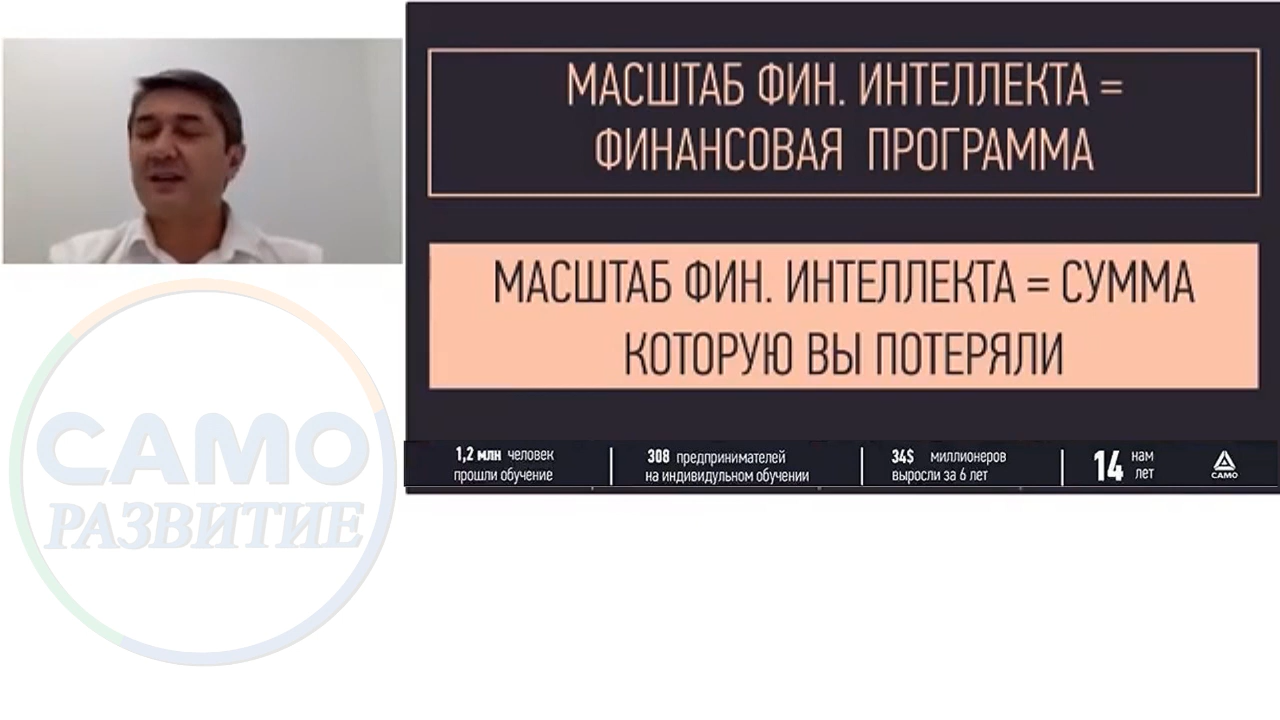 МАСШТАБ ФИН. ИНТЕЛЛЕКТА =
ФИНАНСОВАЯ ПРОГРАММА
МАСШТАБ ФИН. ИНТЕЛЛЕКТА = СУММА
КОТОРУЮ ВЫ ПОТЕРЯЛИ
1,2 млн человек
прошли обучение
308 предпринимателей
на индивидульном обучении
34$ миллионеров
выросли за 6 лет
14 нам
лет
САМО
САМО
РАЗВИТИЕ